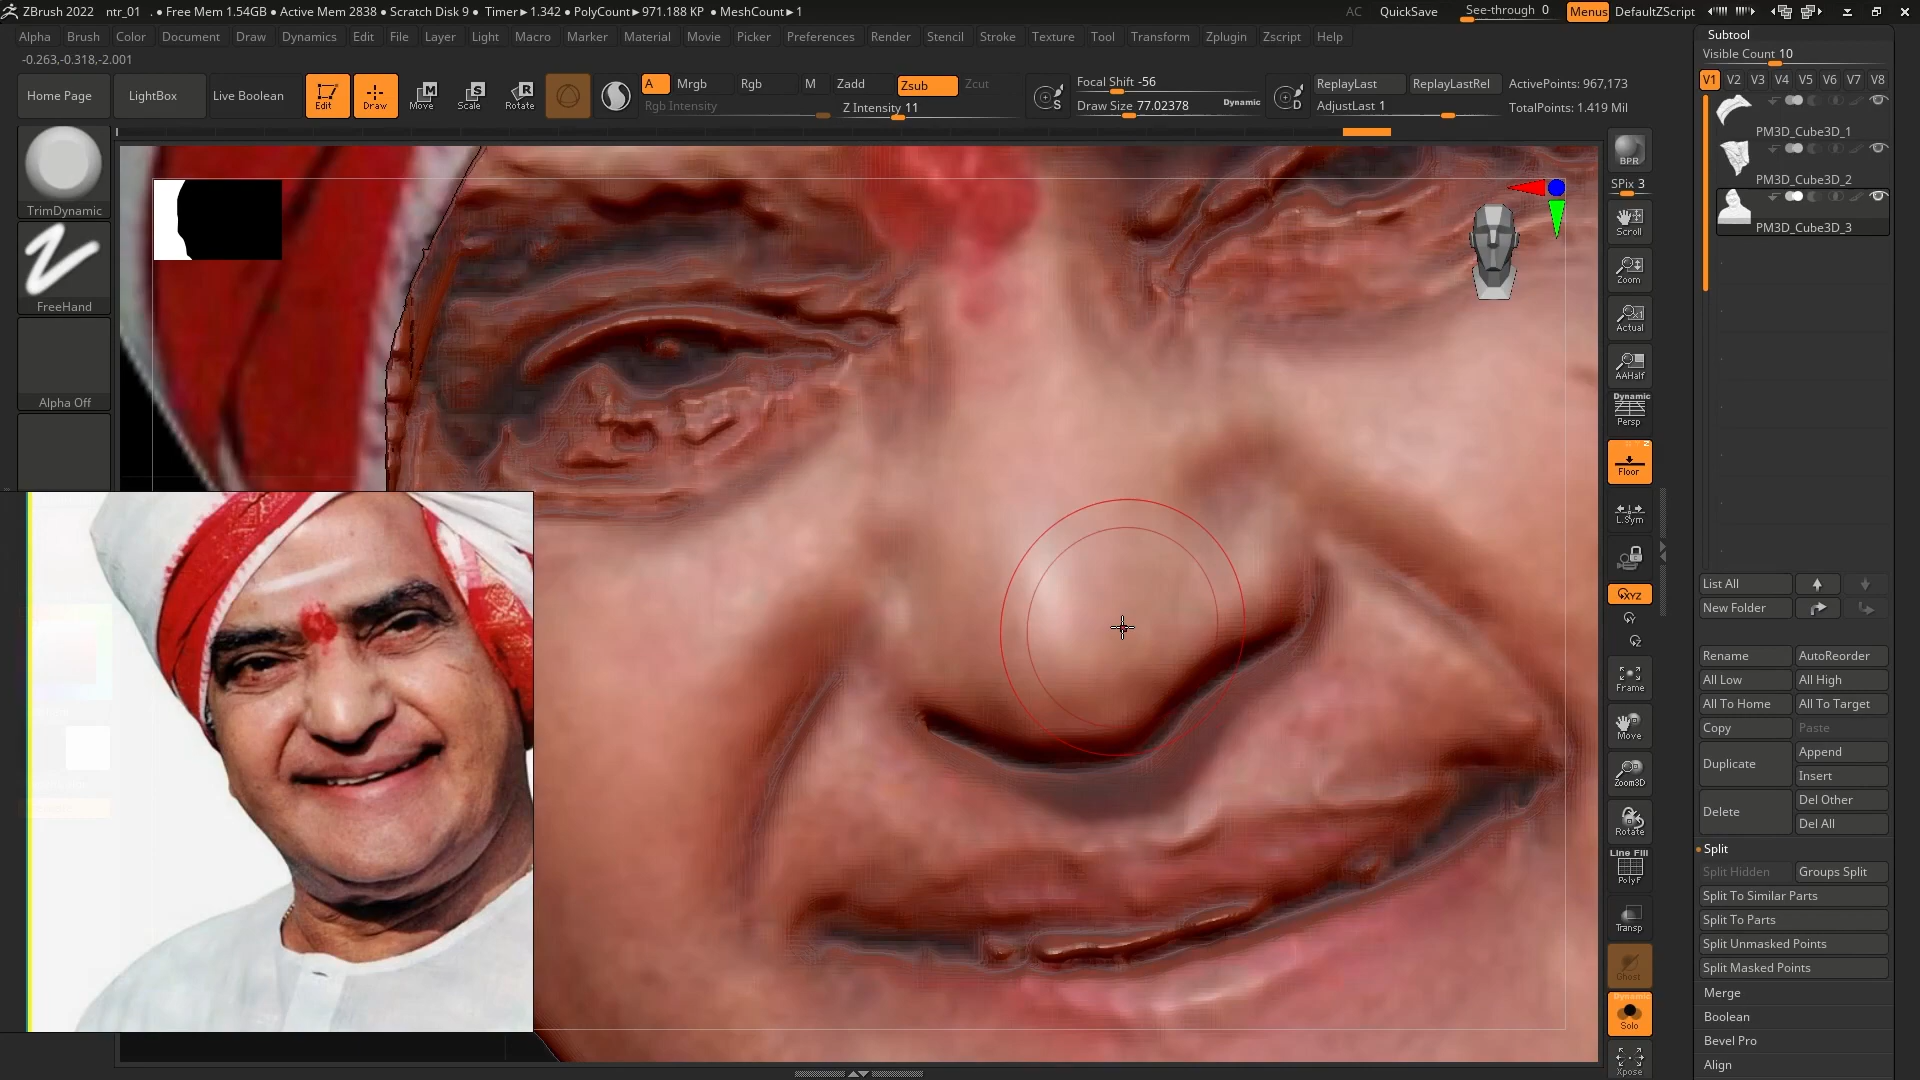 ZBrush 2022 ntr_01 . • Free Mem 1.54GB • Active Mem 2838 • Scratch Disk 9 • Timer►1.342 • PolyCount►971.188 KP • MeshCount►1 AC QuickSave See-through 0 Menus DefaultZScript
Alpha Brush Color Document Draw Dynamics Edit File Layer Light Macro Marker Material Movie Picker Preferences Render Stencil Stroke Texture Tool Transform Zplugin Zscript Help
-0.263,-0.318,-2.001
Home Page LightBox Live Boolean Edit Draw Move Scale Rotate
A Mrgb Rgb M Zadd Zsub Zcut
Rgb Intensity Z Intensity 11
Focal Shift -56
Draw Size 77.02378 Dynamic
ReplayLast ReplayLastRel ActivePoints: 967,173
AdjustLast 1 TotalPoints: 1.419 Mil
TrimDynamic
FreeHand
Alpha Off
BPR
SPix 3
Scroll
Zoom
Actual
AAHalf
Dynamic
Persp
Floor
L.Sym
XYZ
Frame
Move
Zoom3D
Rotate
Line Fill
PolyF
Transp
Ghost
Dynamic
Solo
Xpose
Subtool
Visible Count 10
V1 V2 V3 V4 V5 V6 V7 V8
PM3D_Cube3D_1
PM3D_Cube3D_2
PM3D_Cube3D_3
List All
New Folder
Rename AutoReorder
All Low All High
All To Home All To Target
Copy Paste
Duplicate Append
Insert
Delete Del Other
Del All
Split
Split Hidden Groups Split
Split To Similar Parts
Split To Parts
Split Unmasked Points
Split Masked Points
Merge
Boolean
Bevel Pro
Align